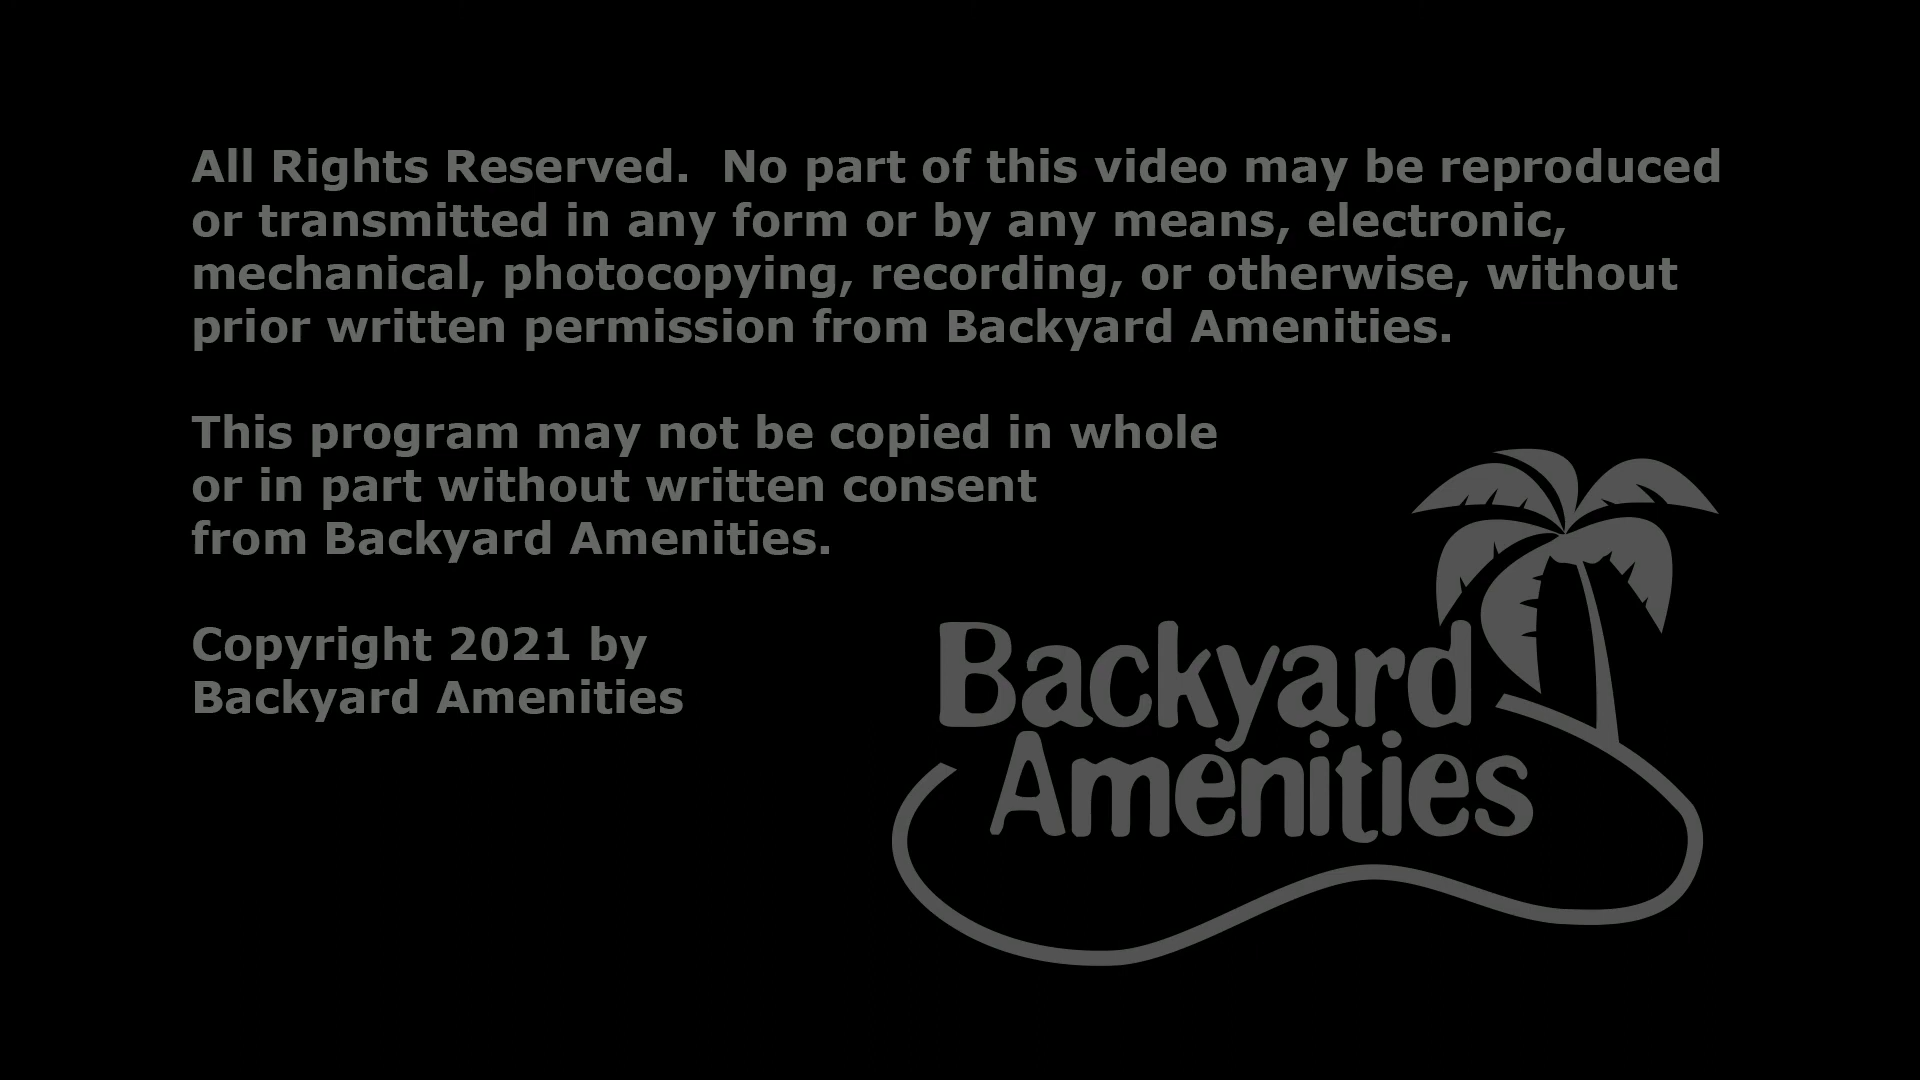 All Rights Reserved.  No part of this video may be reproduced
or transmitted in any form or by any means, electronic,
mechanical, photocopying, recording, or otherwise, without
prior written permission from Backyard Amenities.
This program may not be copied in whole
or in part without written consent
from Backyard Amenities.
Copyright 2021 by
Backyard Amenities
Backyard
Amenities